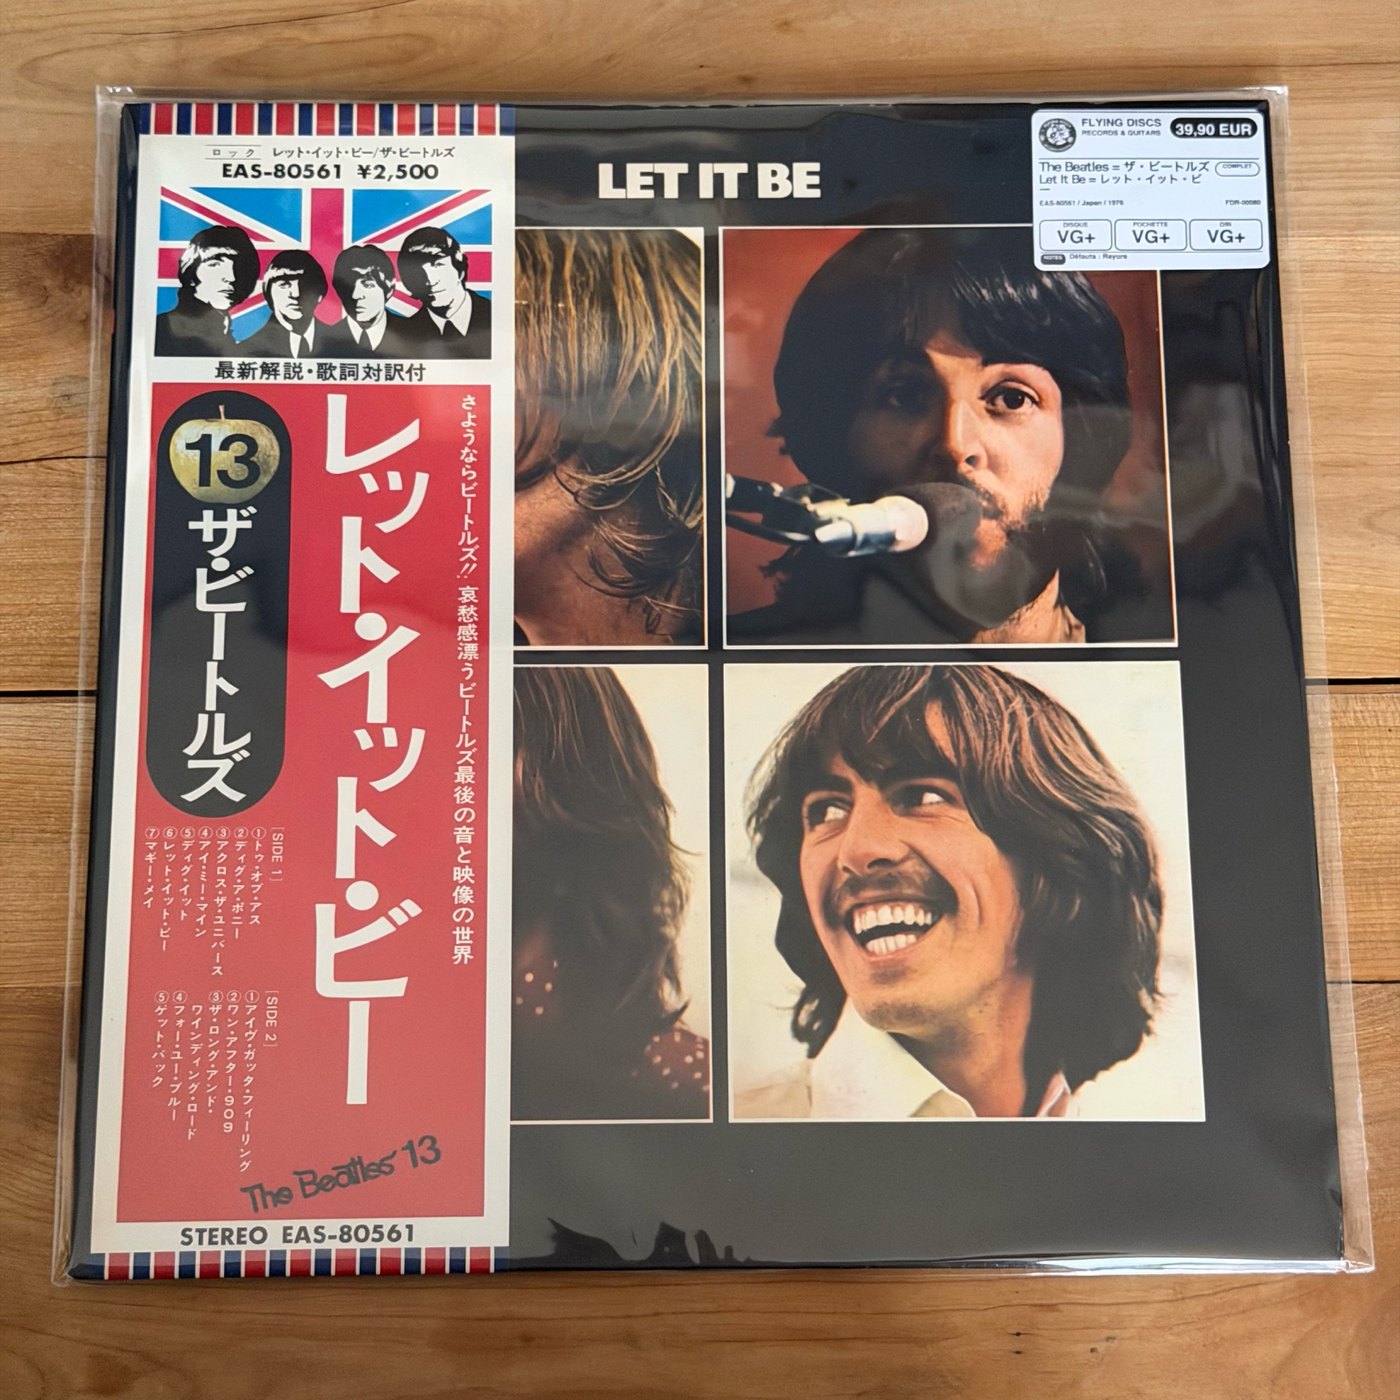 ロック レット・イット・ビー/ザ・ビートルズ
EAS-80561 ¥2,500
最新解説・歌詞対訳付
さようならビートルズ!! 哀愁感漂うビートルズ最後の音と映像の世界
レット・イット・ビー
13
ザ・ビートルズ
[SIDE 1]
①トゥ・オブ・アス
②ディグ・ア・ポニー
③アクロス・ザ・ユニバース
④アイ・ミー・マイン
⑤ディグ・イット
⑥レット・イット・ビー
⑦マギー・メイ
[SIDE 2]
①アイヴ・ガッタ・フィーリング
②ワン・アフター・909
③ザ・ロング・アンド・
ワインディング・ロード
④フォー・ユー・ブルー
⑤ゲット・バック
The Beatles 13
STEREO EAS-80561
LET IT BE
FLYING DISCS
RECORDS & GUITARS
39,90 EUR
The Beatles = ザ・ビートルズ
Let It Be = レット・イット・ビ
ー
COMPLET
EAS-80561 / Japan / 1976
FDR-00080
DISQUE
VG+
POCHETTE
VG+
OBI
VG+
NOTES
Défauts : Rayure